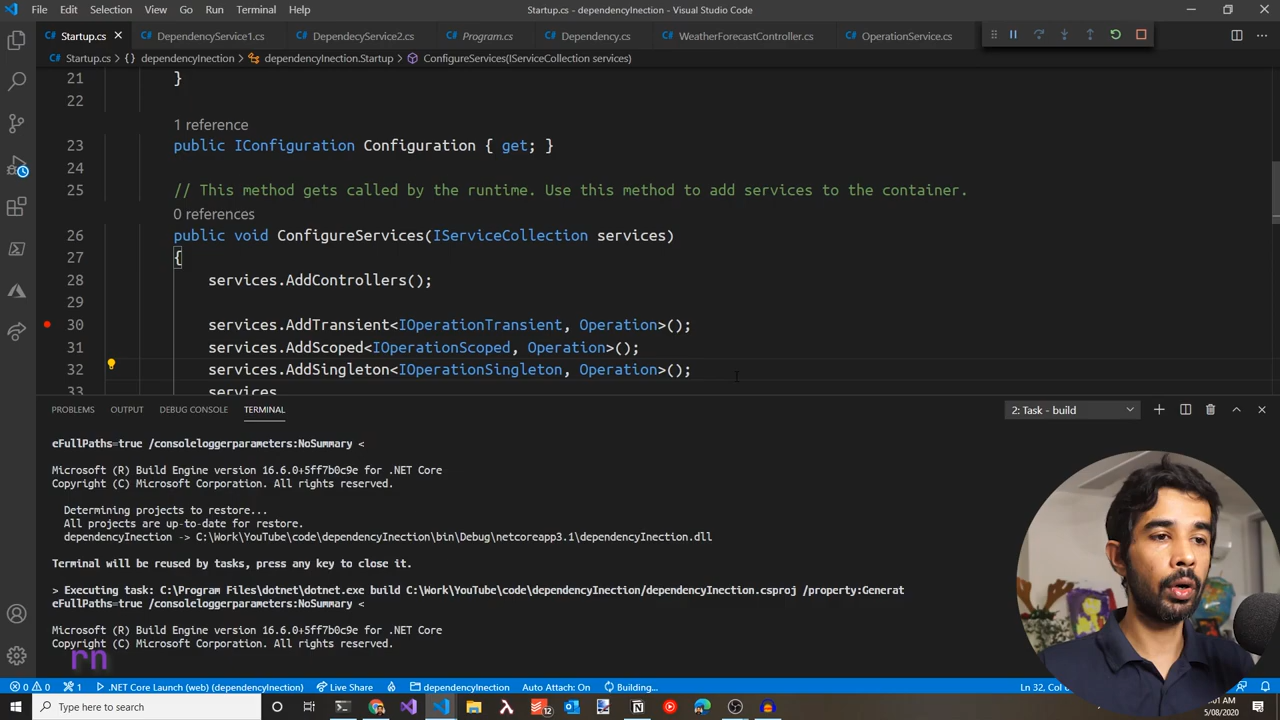 File Edit Selection View Go Run Terminal Help Startup.cs - dependencyInection - Visual Studio Code
Startup.cs DependencyService1.cs DependecyService2.cs Program.cs Dependency.cs WeatherForecastController.cs OperationService.cs
Startup.cs > {} dependencyInection > dependencyInection.Startup > ConfigureServices(IServiceCollection services)
21 }
22
1 reference
23 public IConfiguration Configuration { get; }
24
25 // This method gets called by the runtime. Use this method to add services to the container.
0 references
26 public void ConfigureServices(IServiceCollection services)
27 {
28 services.AddControllers();
29
30 services.AddTransient<IOperationTransient, Operation>();
31 services.AddScoped<IOperationScoped, Operation>();
32 services.AddSingleton<IOperationSingleton, Operation>();
33 services
PROBLEMS OUTPUT DEBUG CONSOLE TERMINAL 2: Task - build
eFullPaths=true /consoleloggerparameters:NoSummary <
Microsoft (R) Build Engine version 16.6.0+5ff7b0c9e for .NET Core
Copyright (C) Microsoft Corporation. All rights reserved.
Determining projects to restore...
All projects are up-to-date for restore.
dependencyInection -> C:\Work\YouTube\code\dependencyInection\bin\Debug\netcoreapp3.1\dependencyInection.dll
Terminal will be reused by tasks, press any key to close it.
> Executing task: C:\Program Files\dotnet\dotnet.exe build C:\Work\YouTube\code\dependencyInection/dependencyInection.csproj /property:Generat
eFullPaths=true /consoleloggerparameters:NoSummary <
Microsoft (R) Build Engine version 16.6.0+5ff7b0c9e for .NET Core
Copyright (C) Microsoft Corporation. All rights reserved.
rn
0 0 1 .NET Core Launch (web) (dependencyInection) Live Share dependencyInection Auto Attach: On Building... Ln 32,
Type here to search 12 :01 AM
5/08/2020